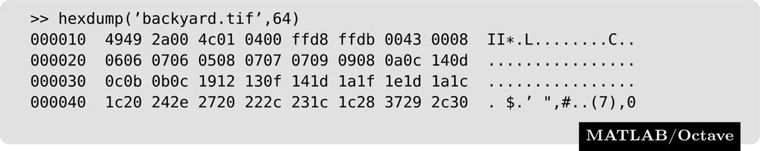 >> hexdump(’backyard.tif’,64)
000010  4949 2a00 4c01 0400 ffd8 ffdb 0043 0008  II*.L........C..
000020  0606 0706 0508 0707 0709 0908 0a0c 140d  ................
000030  0c0b 0b0c 1912 130f 141d 1a1f 1e1d 1a1c  ................
000040  1c20 242e 2720 222c 231c 1c28 3729 2c30  . $.’ ",#..(7),0
MATLAB/Octave